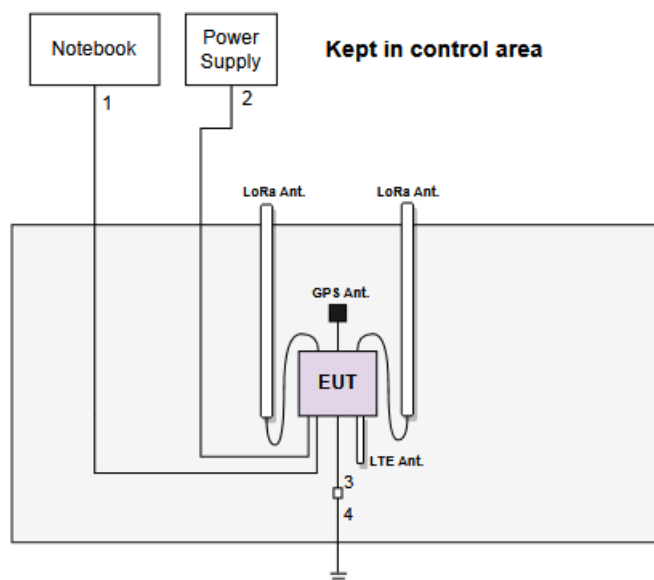 Notebook
Power
Supply
Kept in control area
1
2
LoRa Ant.
LoRa Ant.
GPS Ant.
EUT
LTE Ant.
3
4